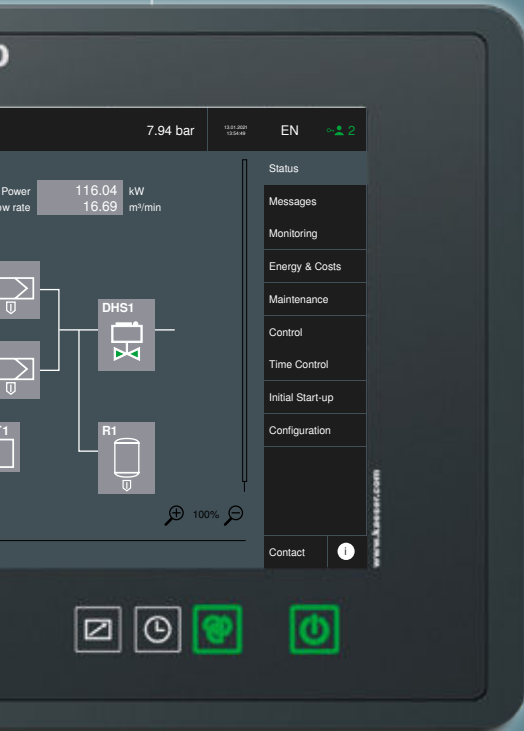 7.94 bar
13.01.2021
13:54:49
EN
2
Status
Power 116.04 kW
16.69 m³/min
Messages
Monitoring
Energy & Costs
Maintenance
Control
Time Control
Initial Start-up
Configuration
DHS1
R1
100%
Contact
i
www.kaeser.com